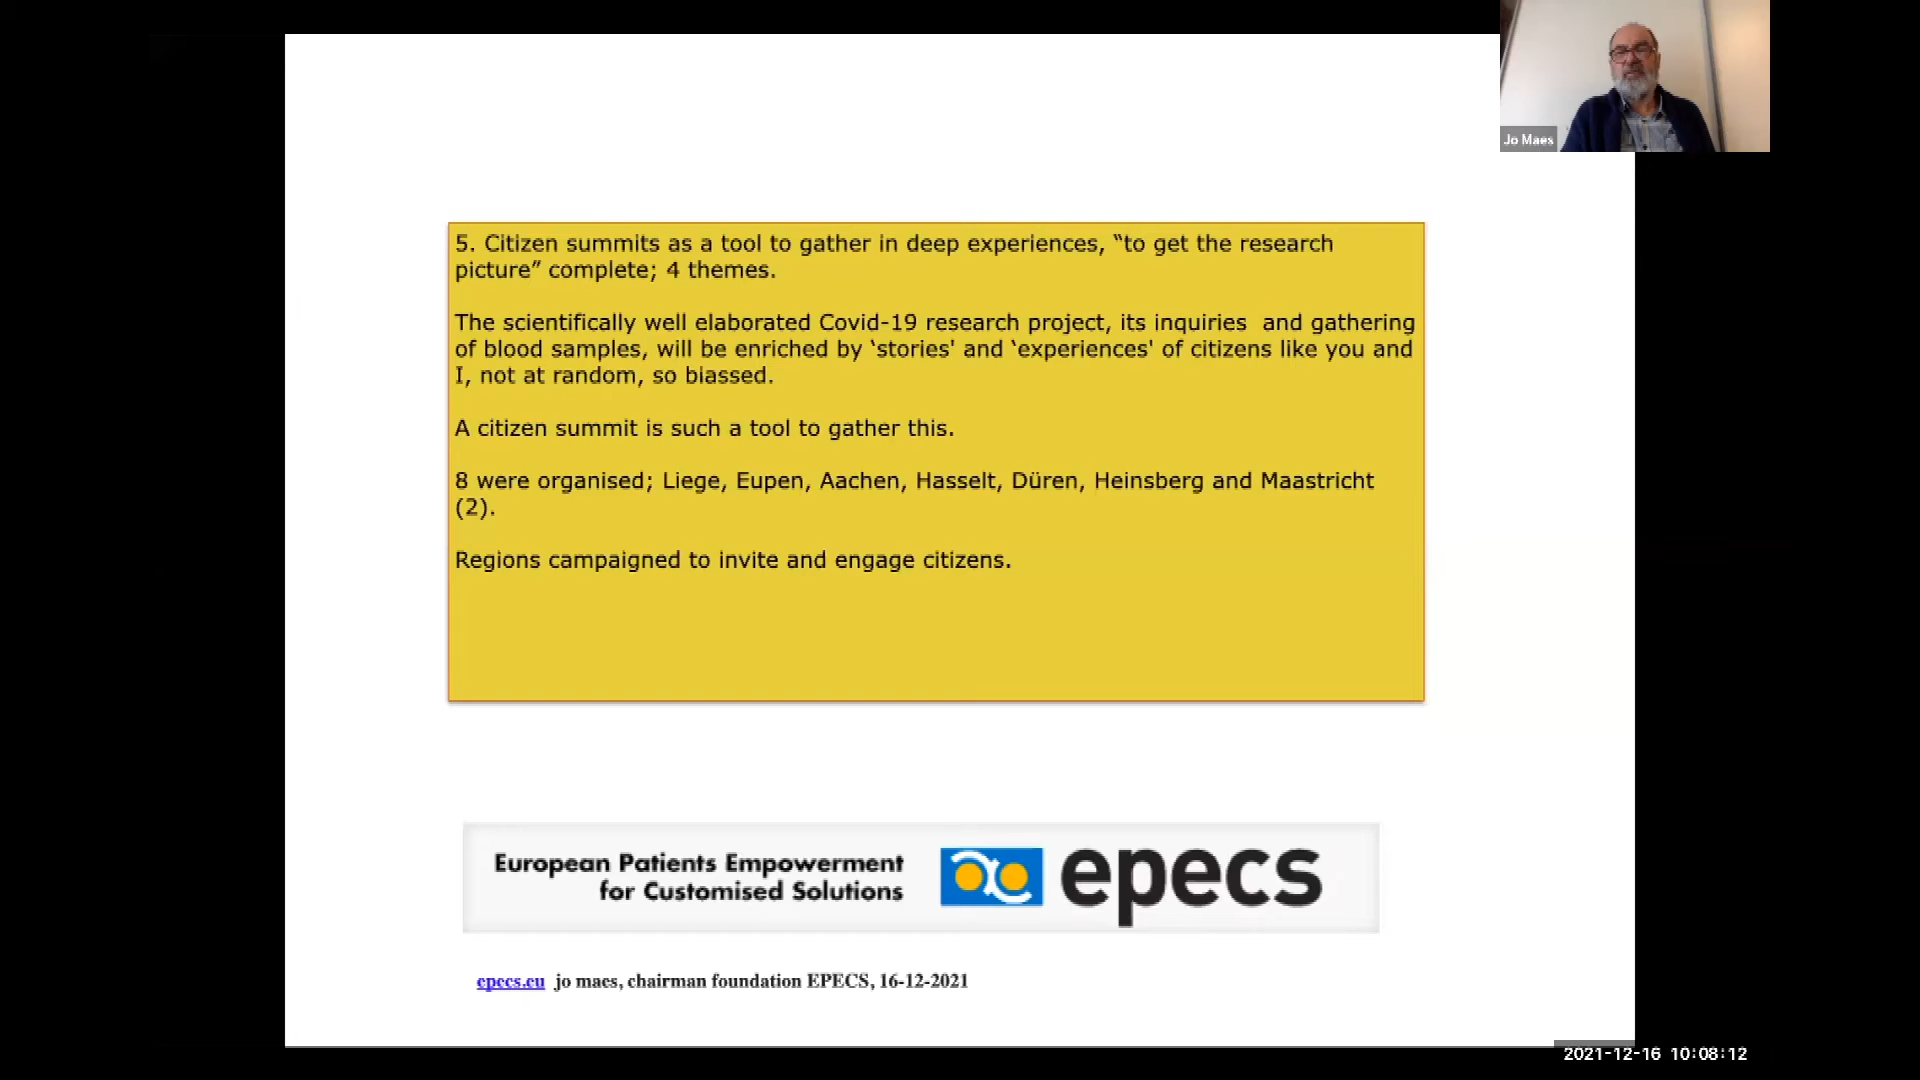 Jo Maes
5. Citizen summits as a tool to gather in deep experiences, “to get the research
picture” complete; 4 themes.
The scientifically well elaborated Covid-19 research project, its inquiries  and gathering
of blood samples, will be enriched by ‘stories' and ‘experiences' of citizens like you and
I, not at random, so biassed.
A citizen summit is such a tool to gather this.
8 were organised; Liege, Eupen, Aachen, Hasselt, Düren, Heinsberg and Maastricht
(2).
Regions campaigned to invite and engage citizens.
European Patients Empowerment
for Customised Solutions
epecs
epecs.eu  jo maes, chairman foundation EPECS, 16-12-2021
2021-12-16  10:08:12